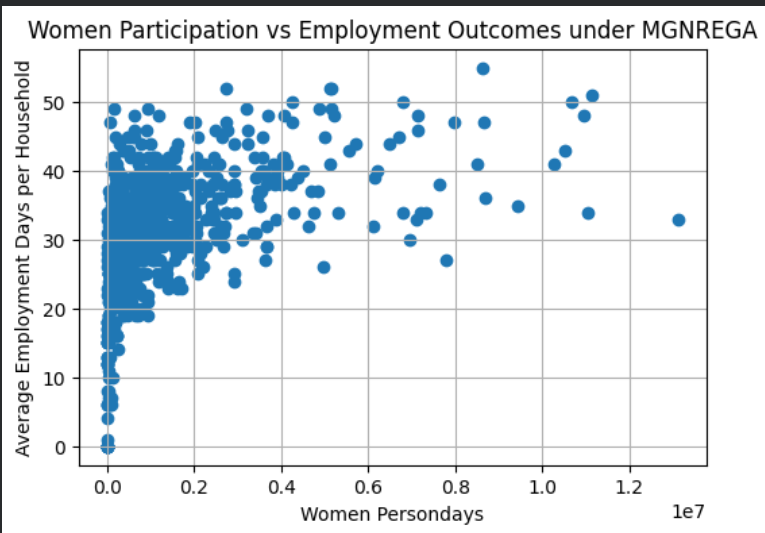 Women Participation vs Employment Outcomes under MGNREGA
Average Employment Days per Household
50
40
30
20
10
0
0.0 0.2 0.4 0.6 0.8 1.0 1.2
1e7
Women Persondays